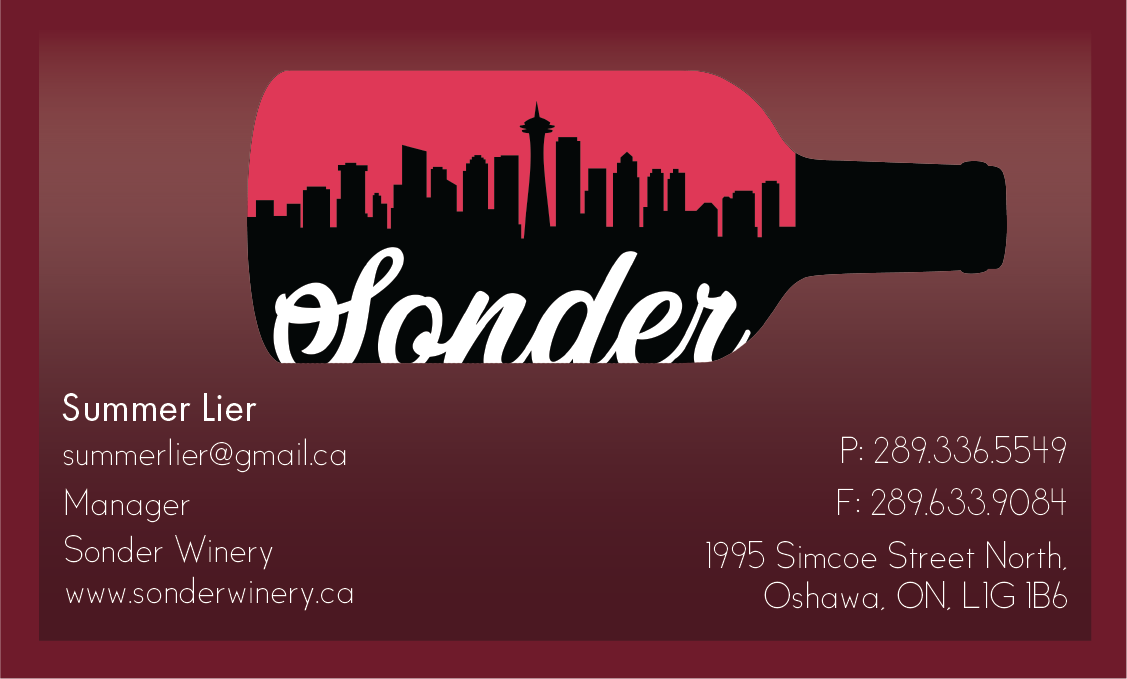 Sonder
Summer Lier
summerlier@gmail.ca
Manager
Sonder Winery
www.sonderwinery.ca
P: 289.336.5549
F: 289.633.9084
1995 Simcoe Street North,
Oshawa, ON, L1G 1B6